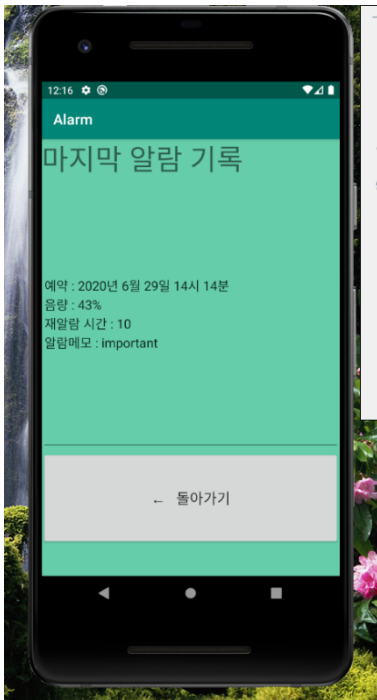 12:16
Alarm
마지막 알람 기록
예약 : 2020년 6월 29일 14시 14분
음량 : 43%
재알람 시간 : 10
알람메모 : important
← 돌아가기